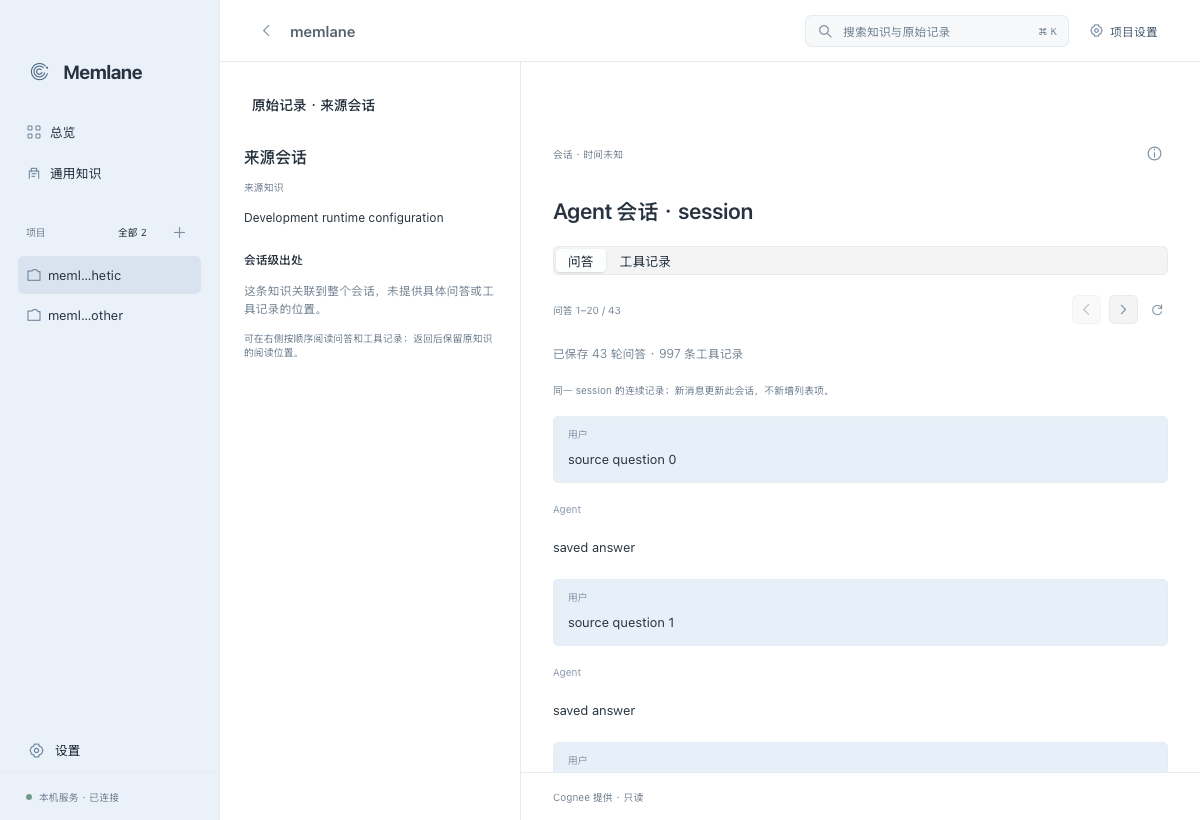 Memlane
总览
通用知识
项目
全部 2
meml...hetic
meml...other
设置
本机服务 · 已连接
memlane
搜索知识与原始记录
⌘ K
项目设置
原始记录 · 来源会话
来源会话
来源知识
Development runtime configuration
会话级出处
这条知识关联到整个会话，未提供具体问答或工
具记录的位置。
可在右侧按顺序阅读问答和工具记录；返回后保留原知识
的阅读位置。
会话 · 时间未知
Agent 会话 · session
问答
工具记录
问答 1–20 / 43
已保存 43 轮问答 · 997 条工具记录
同一 session 的连续记录；新消息更新此会话，不新增列表项。
用户
source question 0
Agent
saved answer
用户
source question 1
Agent
saved answer
用户
Cognee 提供 · 只读